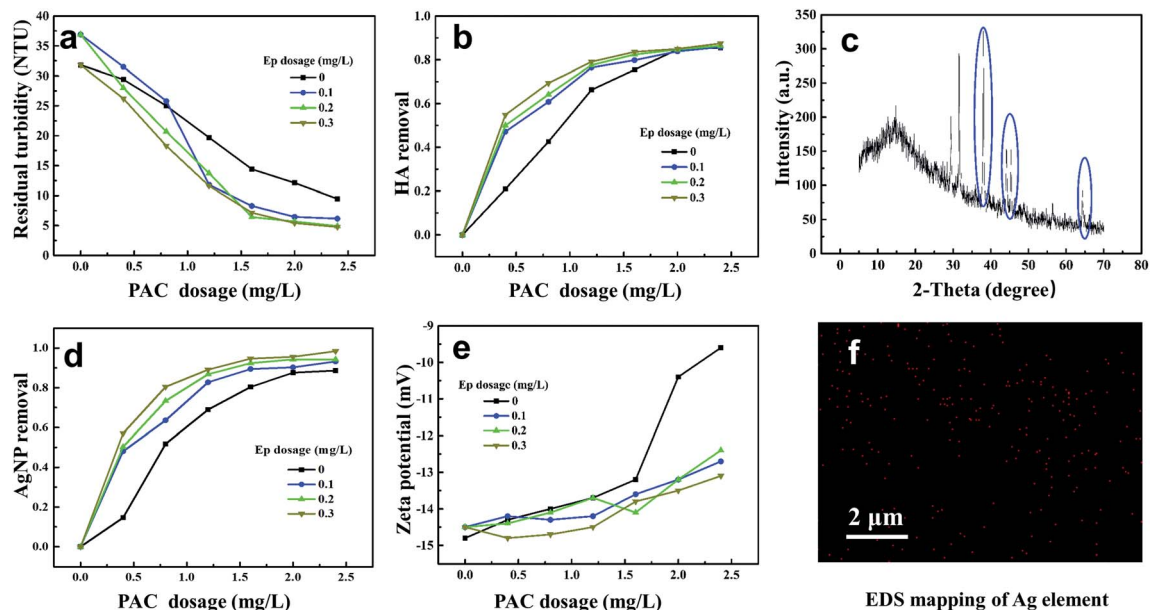 a
Residual turbidity (NTU)
40
35
30
25
20
15
10
5
0
Ep dosage (mg/L)
0
0.1
0.2
0.3
0.0 0.5 1.0 1.5 2.0 2.5
PAC dosage (mg/L)
b
HA removal
1.0
0.8
0.6
0.4
0.2
0.0
Ep dosage (mg/L)
0
0.1
0.2
0.3
0.0 0.5 1.0 1.5 2.0 2.5
PAC dosage (mg/L)
c
Intensity (a.u.)
350
300
250
200
150
100
50
0
0 10 20 30 40 50 60 70 80
2-Theta (degree)
d
AgNP removal
1.0
0.8
0.6
0.4
0.2
0.0
Ep dosage (mg/L)
0
0.1
0.2
0.3
0.0 0.5 1.0 1.5 2.0 2.5
PAC dosage (mg/L)
e
Zeta potential (mV)
-9
-10
-11
-12
-13
-14
-15
Ep dosage (mg/L)
0
0.1
0.2
0.3
0.0 0.5 1.0 1.5 2.0 2.5
PAC dosage (mg/L)
f
2 μm
EDS mapping of Ag element